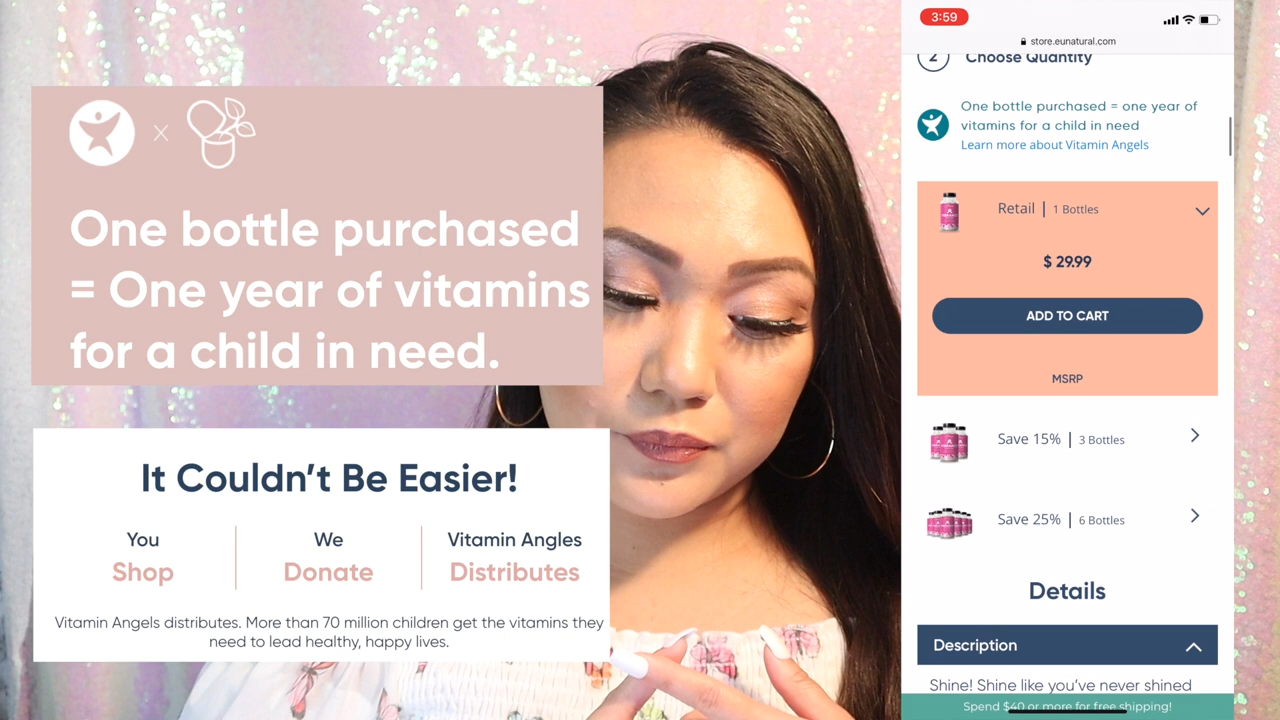 One bottle purchased
= One year of vitamins
for a child in need.
It Couldn't Be Easier!
You
Shop
We
Donate
Vitamin Angles
Distributes
Vitamin Angels distributes. More than 70 million children get the vitamins they
need to lead healthy, happy lives.
3:59
store.eunatural.com
2 Choose Quantity
One bottle purchased = one year of
vitamins for a child in need
Learn more about Vitamin Angels
Retail | 1 Bottles
$ 29.99
ADD TO CART
MSRP
Save 15% | 3 Bottles
Save 25% | 6 Bottles
Details
Description
Shine! Shine like you've never shined
Spend $40 or more for free shipping!